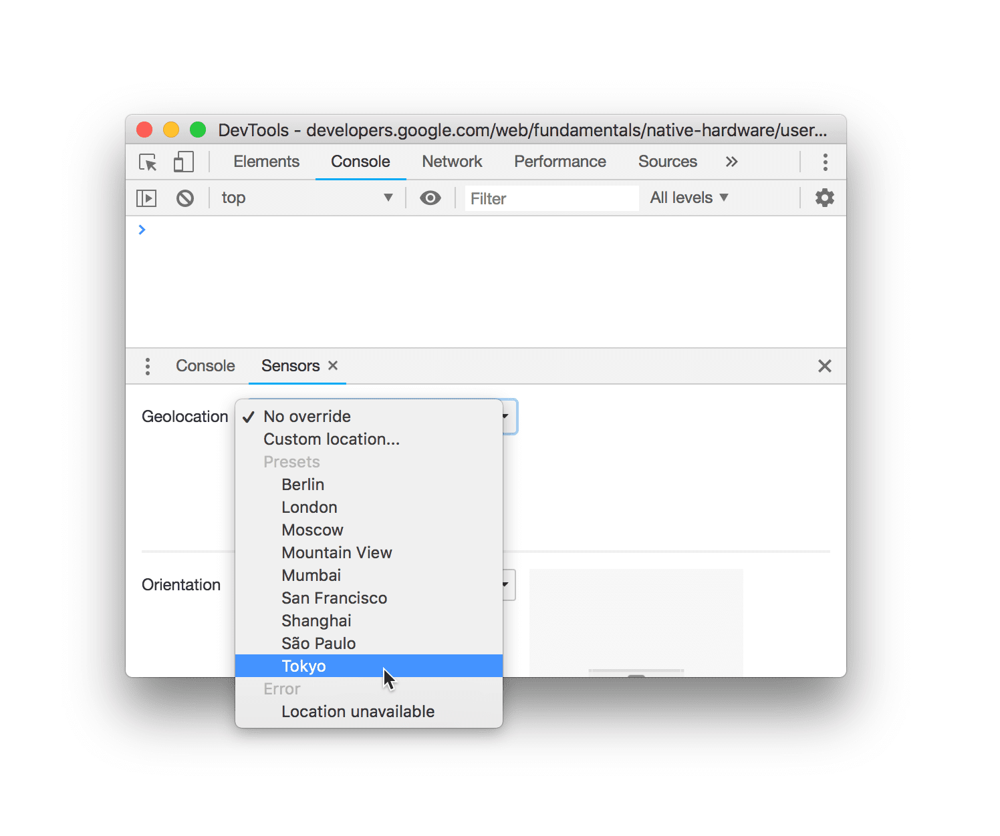 DevTools - developers.google.com/web/fundamentals/native-hardware/user...
Elements Console Network Performance Sources »
top ▼ Filter All levels ▼
Console Sensors ×
Geolocation
✓ No override
Custom location...
Presets
Berlin
London
Moscow
Mountain View
Mumbai
Orientation
San Francisco
Shanghai
São Paulo
Tokyo
Error
Location unavailable